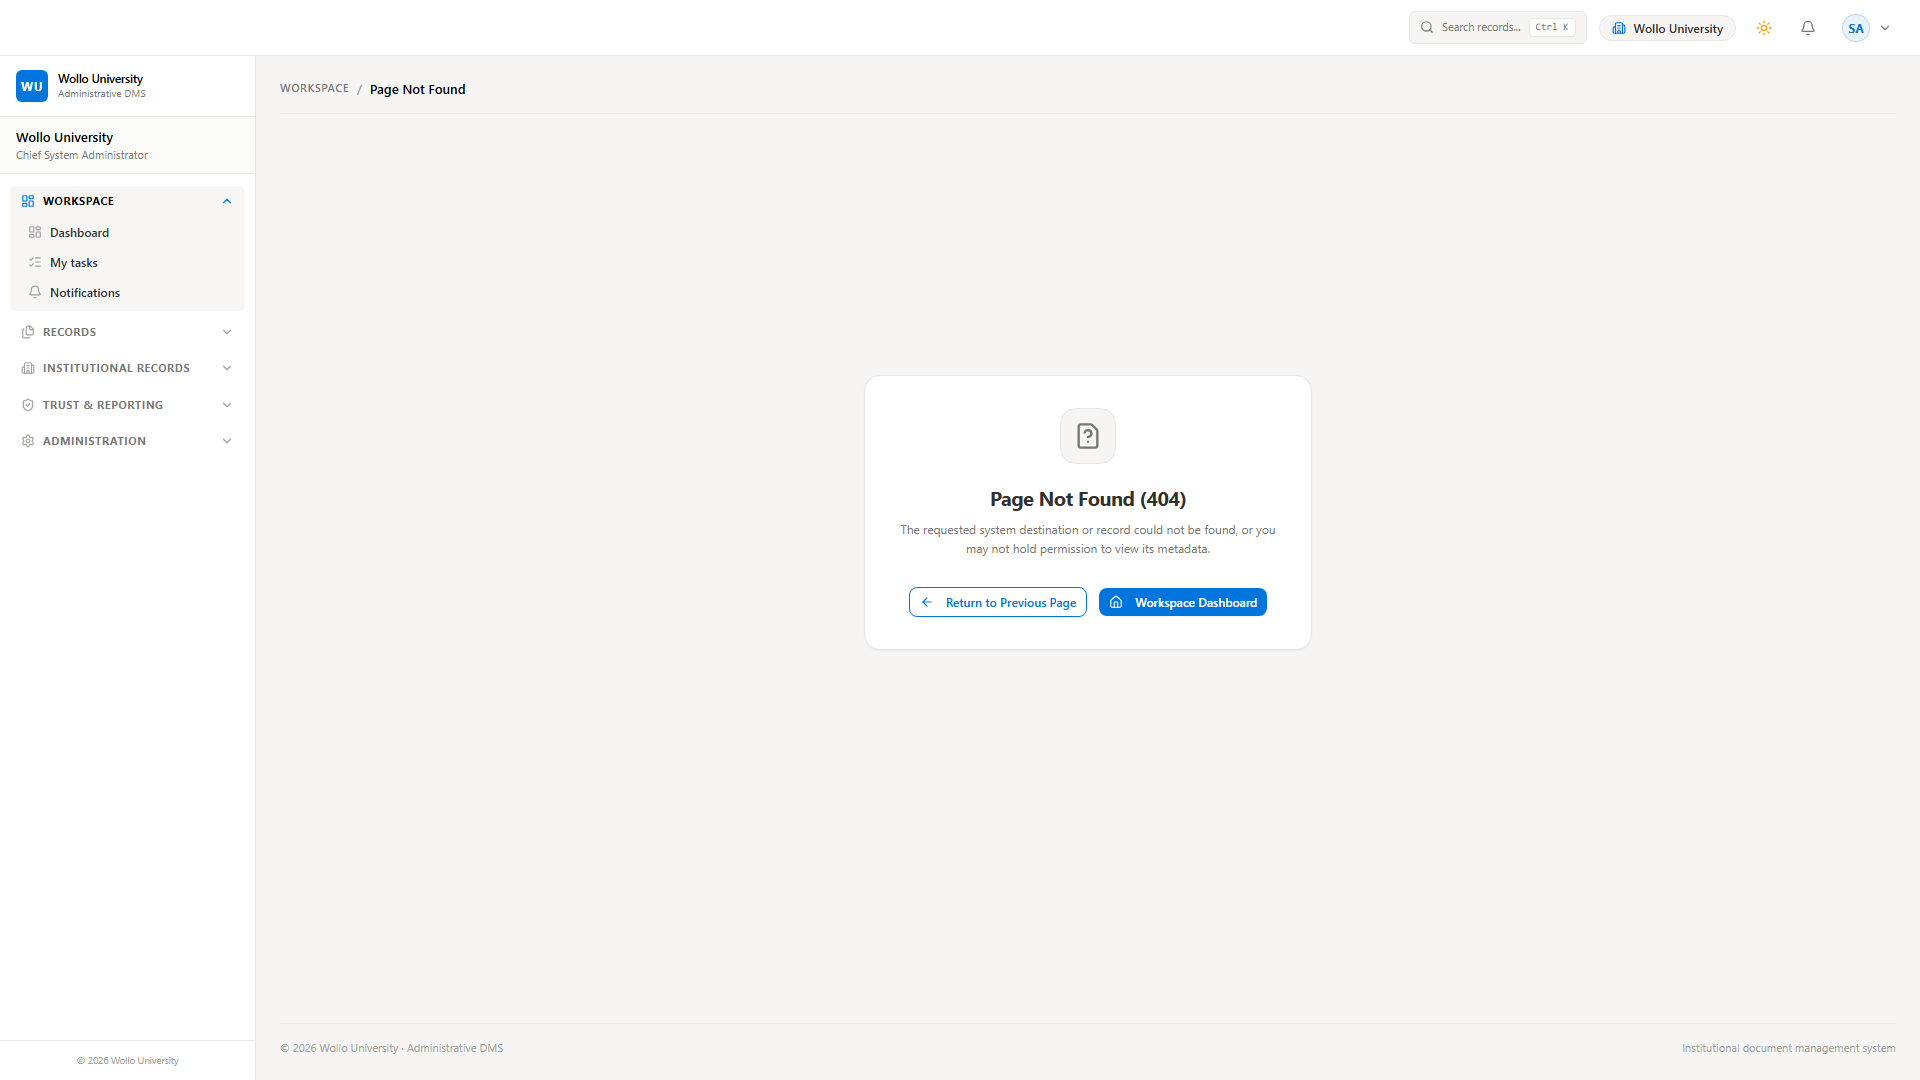 Search records... Ctrl K
Wollo University
SA
WU
Wollo University
Administrative DMS
Wollo University
Chief System Administrator
WORKSPACE
Dashboard
My tasks
Notifications
RECORDS
INSTITUTIONAL RECORDS
TRUST & REPORTING
ADMINISTRATION
© 2026 Wollo University
WORKSPACE / Page Not Found
Page Not Found (404)
The requested system destination or record could not be found, or you
may not hold permission to view its metadata.
Return to Previous Page
Workspace Dashboard
© 2026 Wollo University · Administrative DMS
Institutional document management system